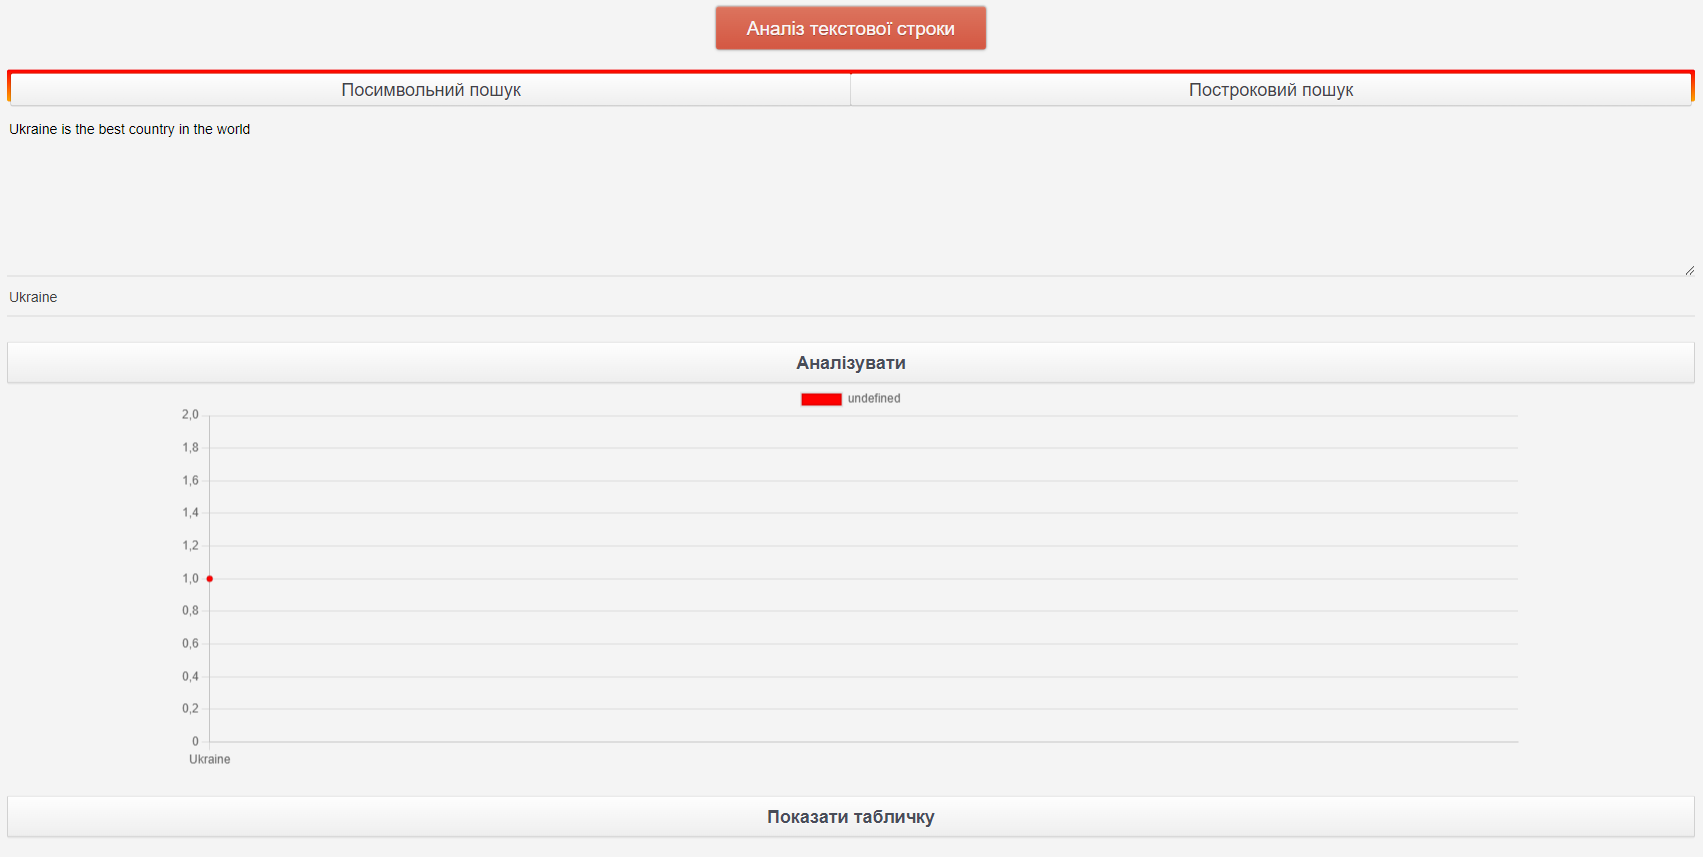 Аналіз текстової строки
Посимвольний пошук
Построковий пошук
Ukraine is the best country in the world
Ukraine
Аналізувати
undefined
2,0
1,8
1,6
1,4
1,2
1,0
0,8
0,6
0,4
0,2
0
Ukraine
Показати табличку